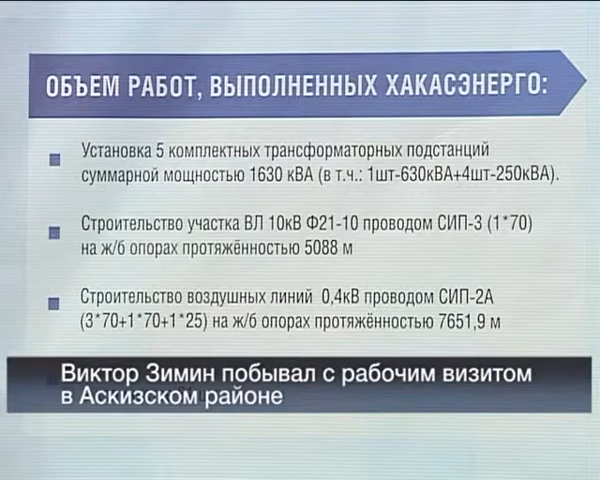 ОБЪЕМ РАБОТ, ВЫПОЛНЕННЫХ ХАКАСЭНЕРГО:
Установка 5 комплектных трансформаторных подстанций
суммарной мощностью 1630 кВА (в т.ч.: 1шт-630кВА+4шт-250кВА).
Строительство участка ВЛ 10кВ Ф21-10 проводом СИП-3 (1*70)
на ж/б опорах протяжённостью 5088 м
Строительство воздушных линий 0,4кВ проводом СИП-2А
(3*70+1*70+1*25) на ж/б опорах протяжённостью 7651,9 м
Виктор Зимин побывал с рабочим визитом
в Аскизском районе